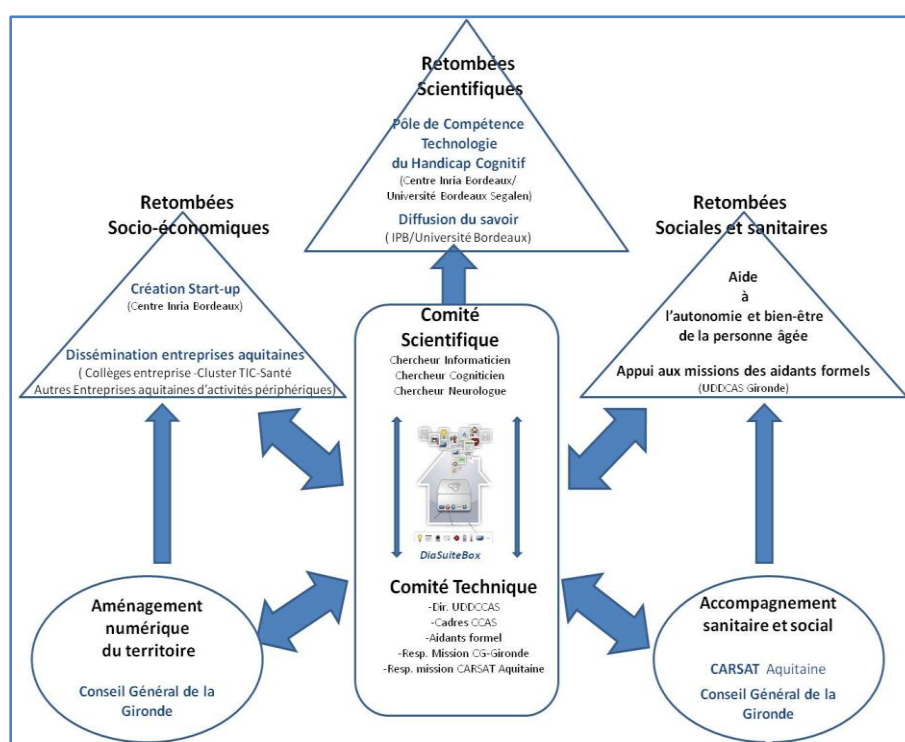 Retombées
Scientifiques
Pôle de Compétence
Technologie
du Handicap Cognitif
(Centre Inria Bordeaux/
Université Bordeaux Segalen)
Diffusion du savoir
( IPB/Université Bordeaux)
Retombées
Socio-économiques
Création Start-up
(Centre Inria Bordeaux)
Dissémination entreprises aquitaines
( Collèges entreprise -Cluster TIC-Santé
Autres Entreprises aquitaines d'activités périphériques)
Retombées
Sociales et sanitaires
Aide
à
l'autonomie et bien-être
de la personne âgée
Appui aux missions des aidants formels
(UDDCAS Gironde)
Comité
Scientifique
Chercheur Informaticien
Chercheur Cogniticien
Chercheur Neurologue
DiaSuiteBox
Comité Technique
-Dir. UDDCCAS
-Cadres CCAS
-Aidants formel
-Resp. Mission CG-Gironde
-Resp. mission CARSAT Aquitaine
Aménagement
numérique
du territoire
Conseil Général de la
Gironde
Accompagnement
sanitaire et social
CARSAT Aquitaine
Conseil Général de la
Gironde